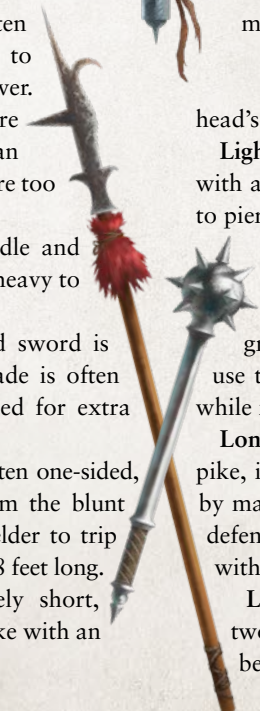 ten
to
ver.
re
an
re too
dle and
heavy to
d sword is
ade is often
ed for extra
ten one-sided,
m the blunt
elder to trip
8 feet long.
ely short,
ke with an
m
head's
Ligh
with a
to pier
gr
use t
while
Lon
pike, i
by ma
defen
with
L
two
be